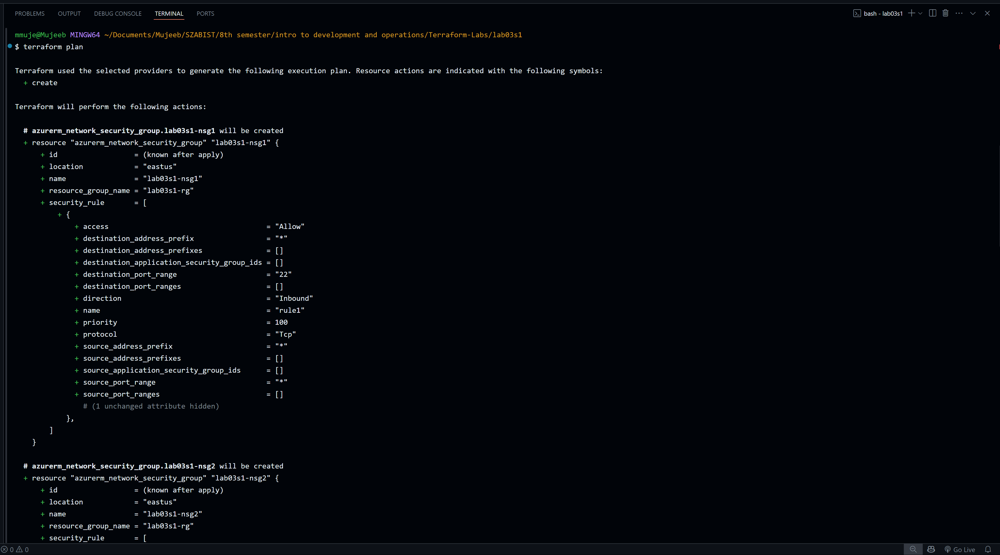 PROBLEMS OUTPUT DEBUG CONSOLE TERMINAL PORTS bash - lab03s1
mmuje@Mujeeb MINGW64 ~/Documents/Mujeeb/SZABIST/8th semester/intro to development and operations/Terraform-Labs/lab03s1
$ terraform plan
Terraform used the selected providers to generate the following execution plan. Resource actions are indicated with the following symbols:
+ create
Terraform will perform the following actions:
# azurerm_network_security_group.lab03s1-nsg1 will be created
+ resource "azurerm_network_security_group" "lab03s1-nsg1" {
+ id = (known after apply)
+ location = "eastus"
+ name = "lab03s1-nsg1"
+ resource_group_name = "lab03s1-rg"
+ security_rule = [
+ {
+ access = "Allow"
+ destination_address_prefix = "*"
+ destination_address_prefixes = []
+ destination_application_security_group_ids = []
+ destination_port_range = "22"
+ destination_port_ranges = []
+ direction = "Inbound"
+ name = "rule1"
+ priority = 100
+ protocol = "Tcp"
+ source_address_prefix = "*"
+ source_address_prefixes = []
+ source_application_security_group_ids = []
+ source_port_range = "*"
+ source_port_ranges = []
# (1 unchanged attribute hidden)
},
]
}
# azurerm_network_security_group.lab03s1-nsg2 will be created
+ resource "azurerm_network_security_group" "lab03s1-nsg2" {
+ id = (known after apply)
+ location = "eastus"
+ name = "lab03s1-nsg2"
+ resource_group_name = "lab03s1-rg"
+ security_rule = [
0 0 Go Live